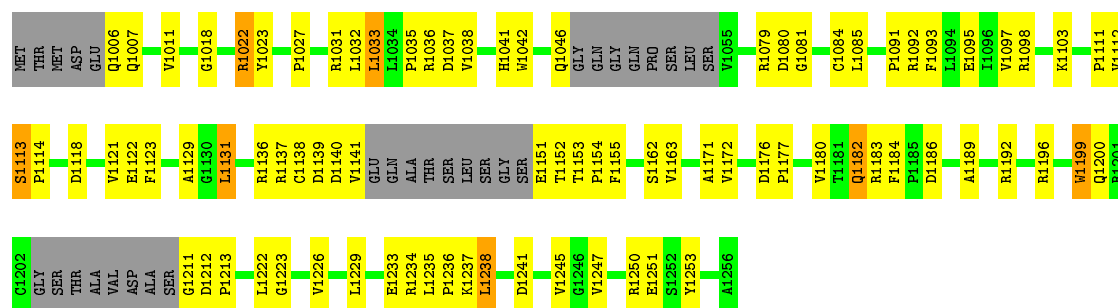 MET THR MET ASP GLU Q1006 Q1007 V1011 G1018 R1022 Y1023 P1027 R1031 L1032 L1033 L1034 P1035 R1036 D1037 V1038 H1041 W1042 Q1046 GLY GLN GLY GLN PRO SER LEU SER V1055 R1079 D1080 G1081 C1084 L1085 P1091 R1092 F1093 L1094 E1095 I1096 V1097 R1098 K1103 P1111 V1112
S1113 P1114 D1118 V1121 E1122 F1123 A1129 G1130 L1131 R1136 R1137 C1138 D1139 D1140 V1141 GLU GLN ALA THR SER LEU SER GLY SER E1151 T1152 T1153 P1154 F1155 S1162 V1163 A1171 V1172 D1176 P1177 V1180 T1181 Q1182 R1183 F1184 P1185 D1186 A1189 R1192 R1196 W1199 Q1200 R1201
C1202 GLY SER THR ALA VAL ASP ALA SER G1211 D1212 P1213 L1222 G1223 V1226 L1229 E1233 R1234 L1235 P1236 K1237 L1238 D1241 V1245 G1246 V1247 R1250 E1251 S1252 Y1253 A1256